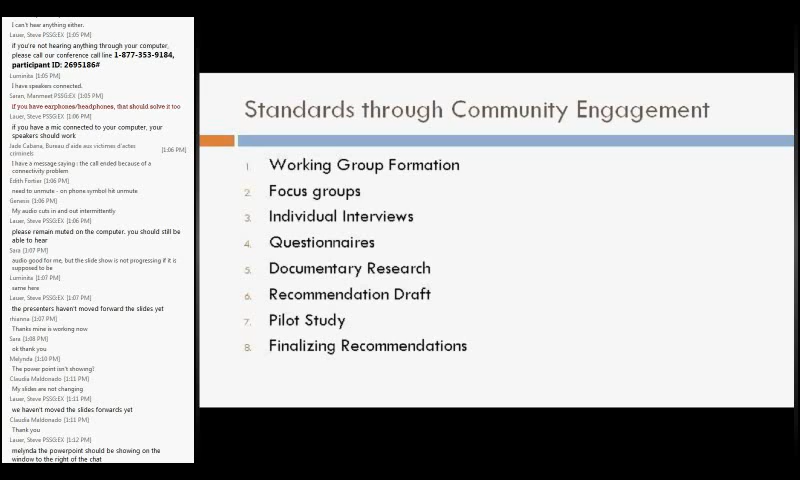 I can't hear anything either.
Lauer, Steve PSSG:EX [1:05 PM]
if you're not hearing anything through your computer,
please call our conference call line 1-877-353-9184,
participant ID: 2695186#
Luminita [1:05 PM]
I have speakers connected.
Saran, Manmeet PSSG:EX [1:05 PM]
if you have earphones/headphones, that should solve it too
Lauer, Steve PSSG:EX [1:06 PM]
if you have a mic connected to your computer, your
speakers should work
Jade Cabana, Bureau d'aide aux victimes d'actes
criminels [1:06 PM]
I have a message saying : the call ended because of a
connectivity problem
Edith Fortier [1:06 PM]
need to unmute - on phone symbol hit unmute
Genesis [1:06 PM]
My audio cuts in and out intermittently
Lauer, Steve PSSG:EX [1:06 PM]
please remain muted on the computer. you should still be
able to hear
Sara [1:07 PM]
audio good for me, but the slide show is not progressing if it is
supposed to be
Luminita [1:07 PM]
same here
Lauer, Steve PSSG:EX [1:07 PM]
the presenters haven't moved forward the slides yet
rhianna [1:07 PM]
Thanks mine is working now
Sara [1:08 PM]
ok thank you
Melynda [1:10 PM]
The power point isn't showing?
Claudia Maldonado [1:11 PM]
My slides are not changing
Lauer, Steve PSSG:EX [1:11 PM]
we haven't moved the slides forwards yet
Claudia Maldonado [1:11 PM]
Thank you
Lauer, Steve PSSG:EX [1:12 PM]
melynda the powerpoint should be showing on the
window to the right of the chat
Standards through Community Engagement
1. Working Group Formation
2. Focus groups
3. Individual Interviews
4. Questionnaires
5. Documentary Research
6. Recommendation Draft
7. Pilot Study
8. Finalizing Recommendations